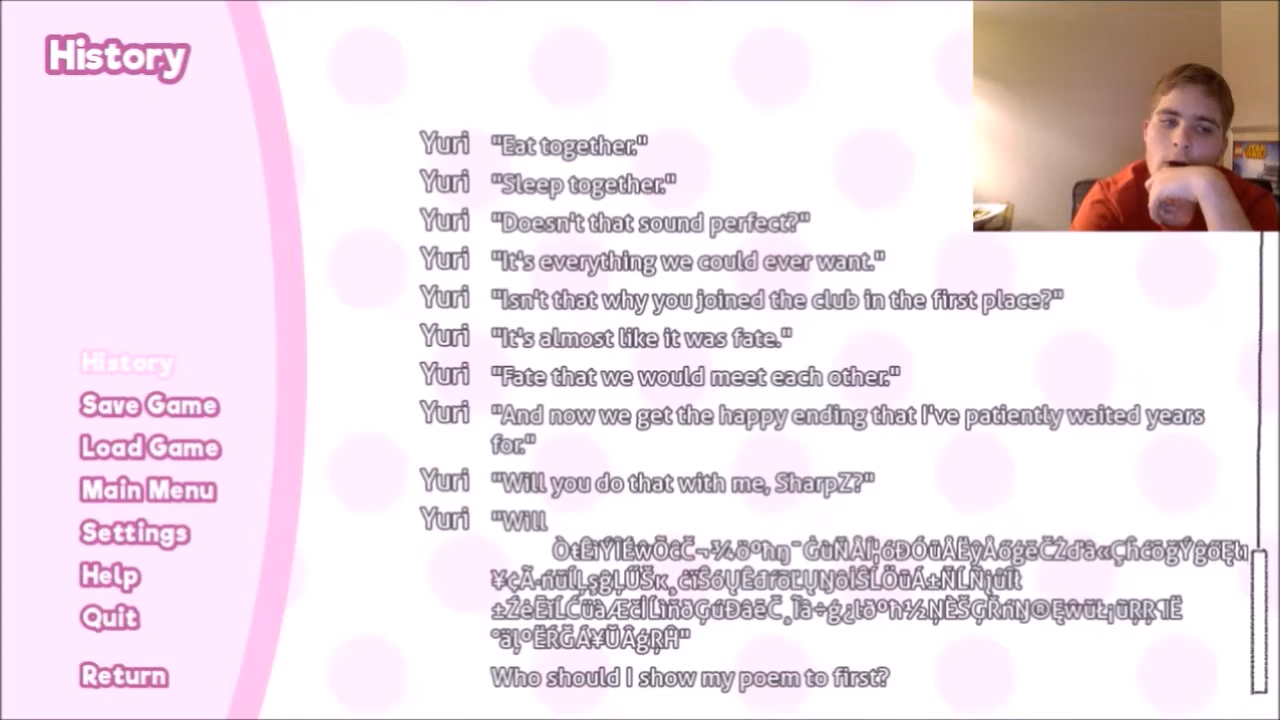 History
Yuri "Eat together."
Yuri "Sleep together."
Yuri "Doesn't that sound perfect?"
Yuri "It's everything we could ever want."
Yuri "Isn't that why you joined the club in the first place?"
Yuri "It's almost like it was fate."
Yuri "Fate that we would meet each other."
Yuri "And now we get the happy ending that I've patiently waited years
for."
Yuri "Will you do that with me, SharpZ?"
Yuri "Will
Who should I show my poem to first?
History
Save Game
Load Game
Main Menu
Settings
Help
Quit
Return
STAR WARS